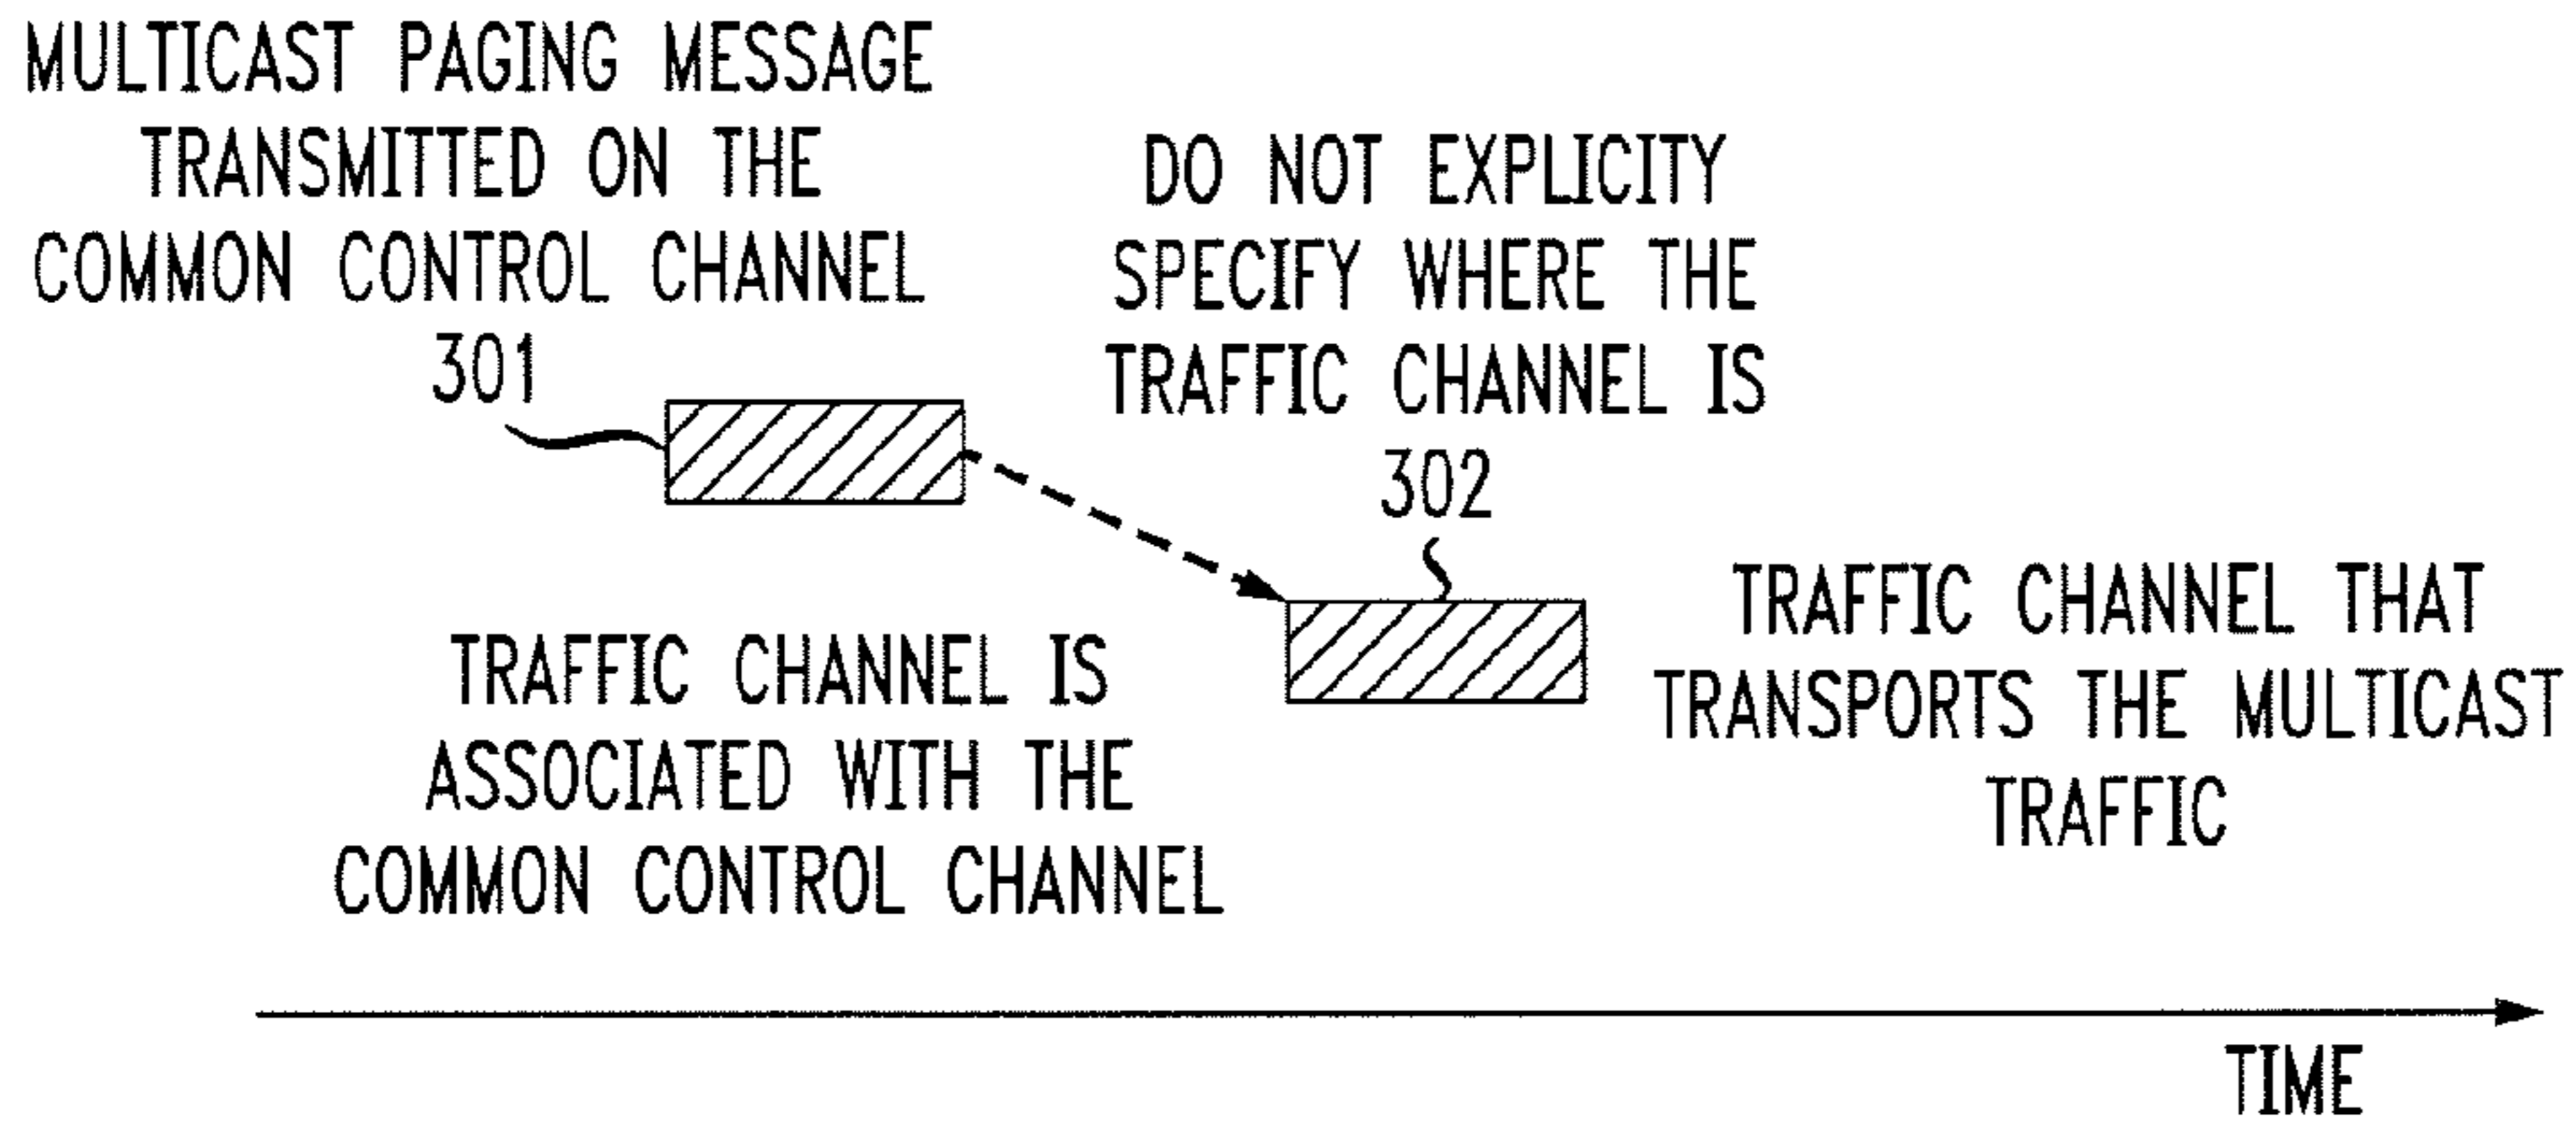 MULTICAST PAGING MESSAGE
TRANSMITTED ON THE
COMMON CONTROL CHANNEL
301
DO NOT EXPLICITY
SPECIFY WHERE THE
TRAFFIC CHANNEL IS
302
TRAFFIC CHANNEL THAT
TRANSPORTS THE MULTICAST
TRAFFIC
TRAFFIC CHANNEL IS
ASSOCIATED WITH THE
COMMON CONTROL CHANNEL
TIME